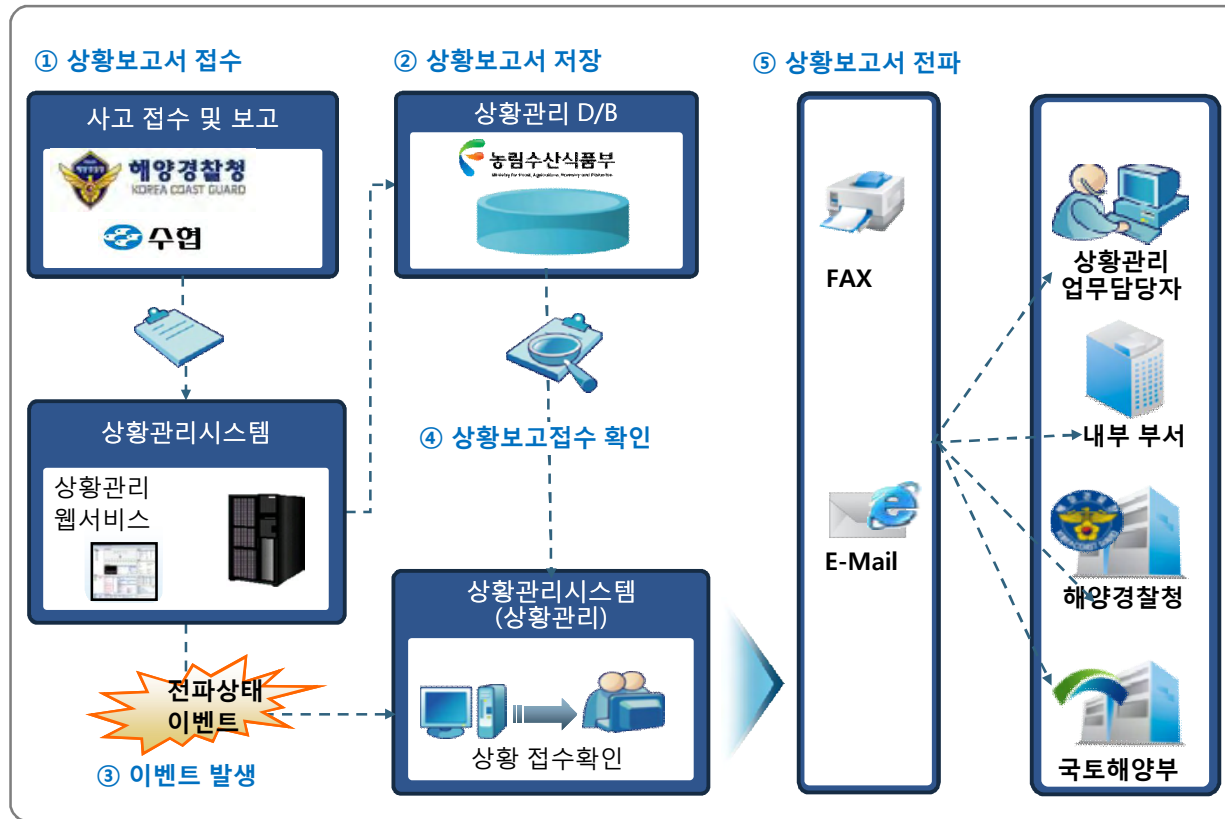 ① 상황보고서 접수
사고 접수 및 보고
해양경찰청
KOREA COAST GUARD
수협
상황관리시스템
상황관리
웹서비스
전파상태
이벤트
③ 이벤트 발생
② 상황보고서 저장
상황관리 D/B
농림수산식품부
④ 상황보고접수 확인
상황관리시스템
(상황관리)
상황 접수확인
⑤ 상황보고서 전파
FAX
E-Mail
상황관리
업무담당자
내부 부서
해양경찰청
국토해양부